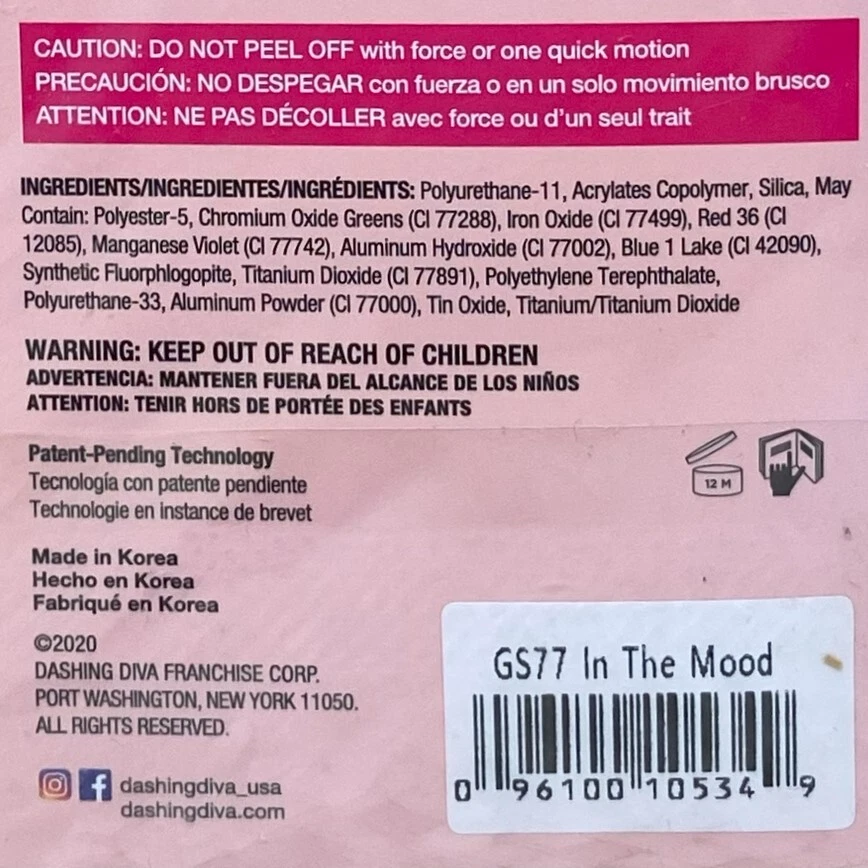 CAUTION: DO NOT PEEL OFF with force or one quick motion
PRECAUCIÓN: NO DESPEGAR con fuerza o en un solo movimiento brusco
ATTENTION: NE PAS DÉCOLLER avec force ou d'un seul trait
INGREDIENTS/INGREDIENTES/INGRÉDIENTS: Polyurethane-11, Acrylates Copolymer, Silica, May
Contain: Polyester-5, Chromium Oxide Greens (CI 77288), Iron Oxide (CI 77499), Red 36 (CI
12085), Manganese Violet (CI 77742), Aluminum Hydroxide (CI 77002), Blue 1 Lake (CI 42090),
Synthetic Fluorphlogopite, Titanium Dioxide (CI 77891), Polyethylene Terephthalate,
Polyurethane-33, Aluminum Powder (CI 77000), Tin Oxide, Titanium/Titanium Dioxide
WARNING: KEEP OUT OF REACH OF CHILDREN
ADVERTENCIA: MANTENER FUERA DEL ALCANCE DE LOS NIÑOS
ATTENTION: TENIR HORS DE PORTÉE DES ENFANTS
Patent-Pending Technology
Tecnología con patente pendiente
Technologie en instance de brevet
12 M
Made in Korea
Hecho en Korea
Fabriqué en Korea
©2020
DASHING DIVA FRANCHISE CORP.
PORT WASHINGTON, NEW YORK 11050.
ALL RIGHTS RESERVED.
dashingdiva_usa
dashingdiva.com
GS77 In The Mood
0 96100 10534 9